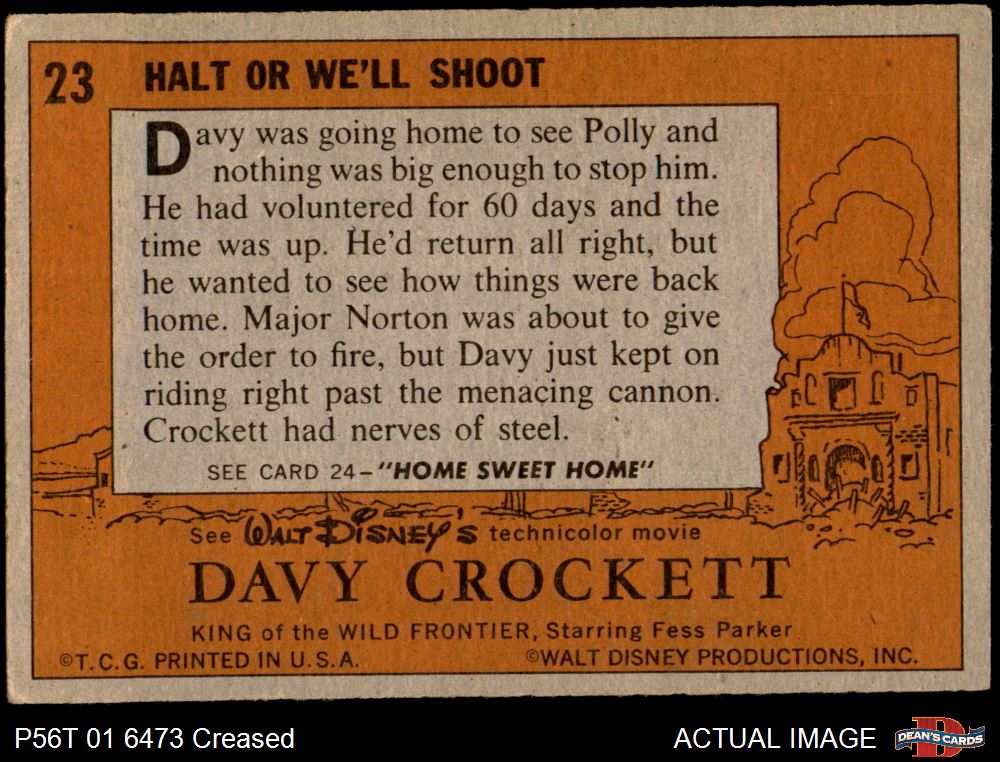 23 HALT OR WE'LL SHOOT
Davy was going home to see Polly and
nothing was big enough to stop him.
He had voluntered for 60 days and the
time was up. He'd return all right, but
he wanted to see how things were back
home. Major Norton was about to give
the order to fire, but Davy just kept on
riding right past the menacing cannon.
Crockett had nerves of steel.
SEE CARD 24–"HOME SWEET HOME"
See WALT DISNEY'S technicolor movie
DAVY CROCKETT
KING of the WILD FRONTIER, Starring Fess Parker
©T.C.G. PRINTED IN U.S.A. ©WALT DISNEY PRODUCTIONS, INC.
P56T 01 6473 Creased ACTUAL IMAGE DEAN'S CARDS